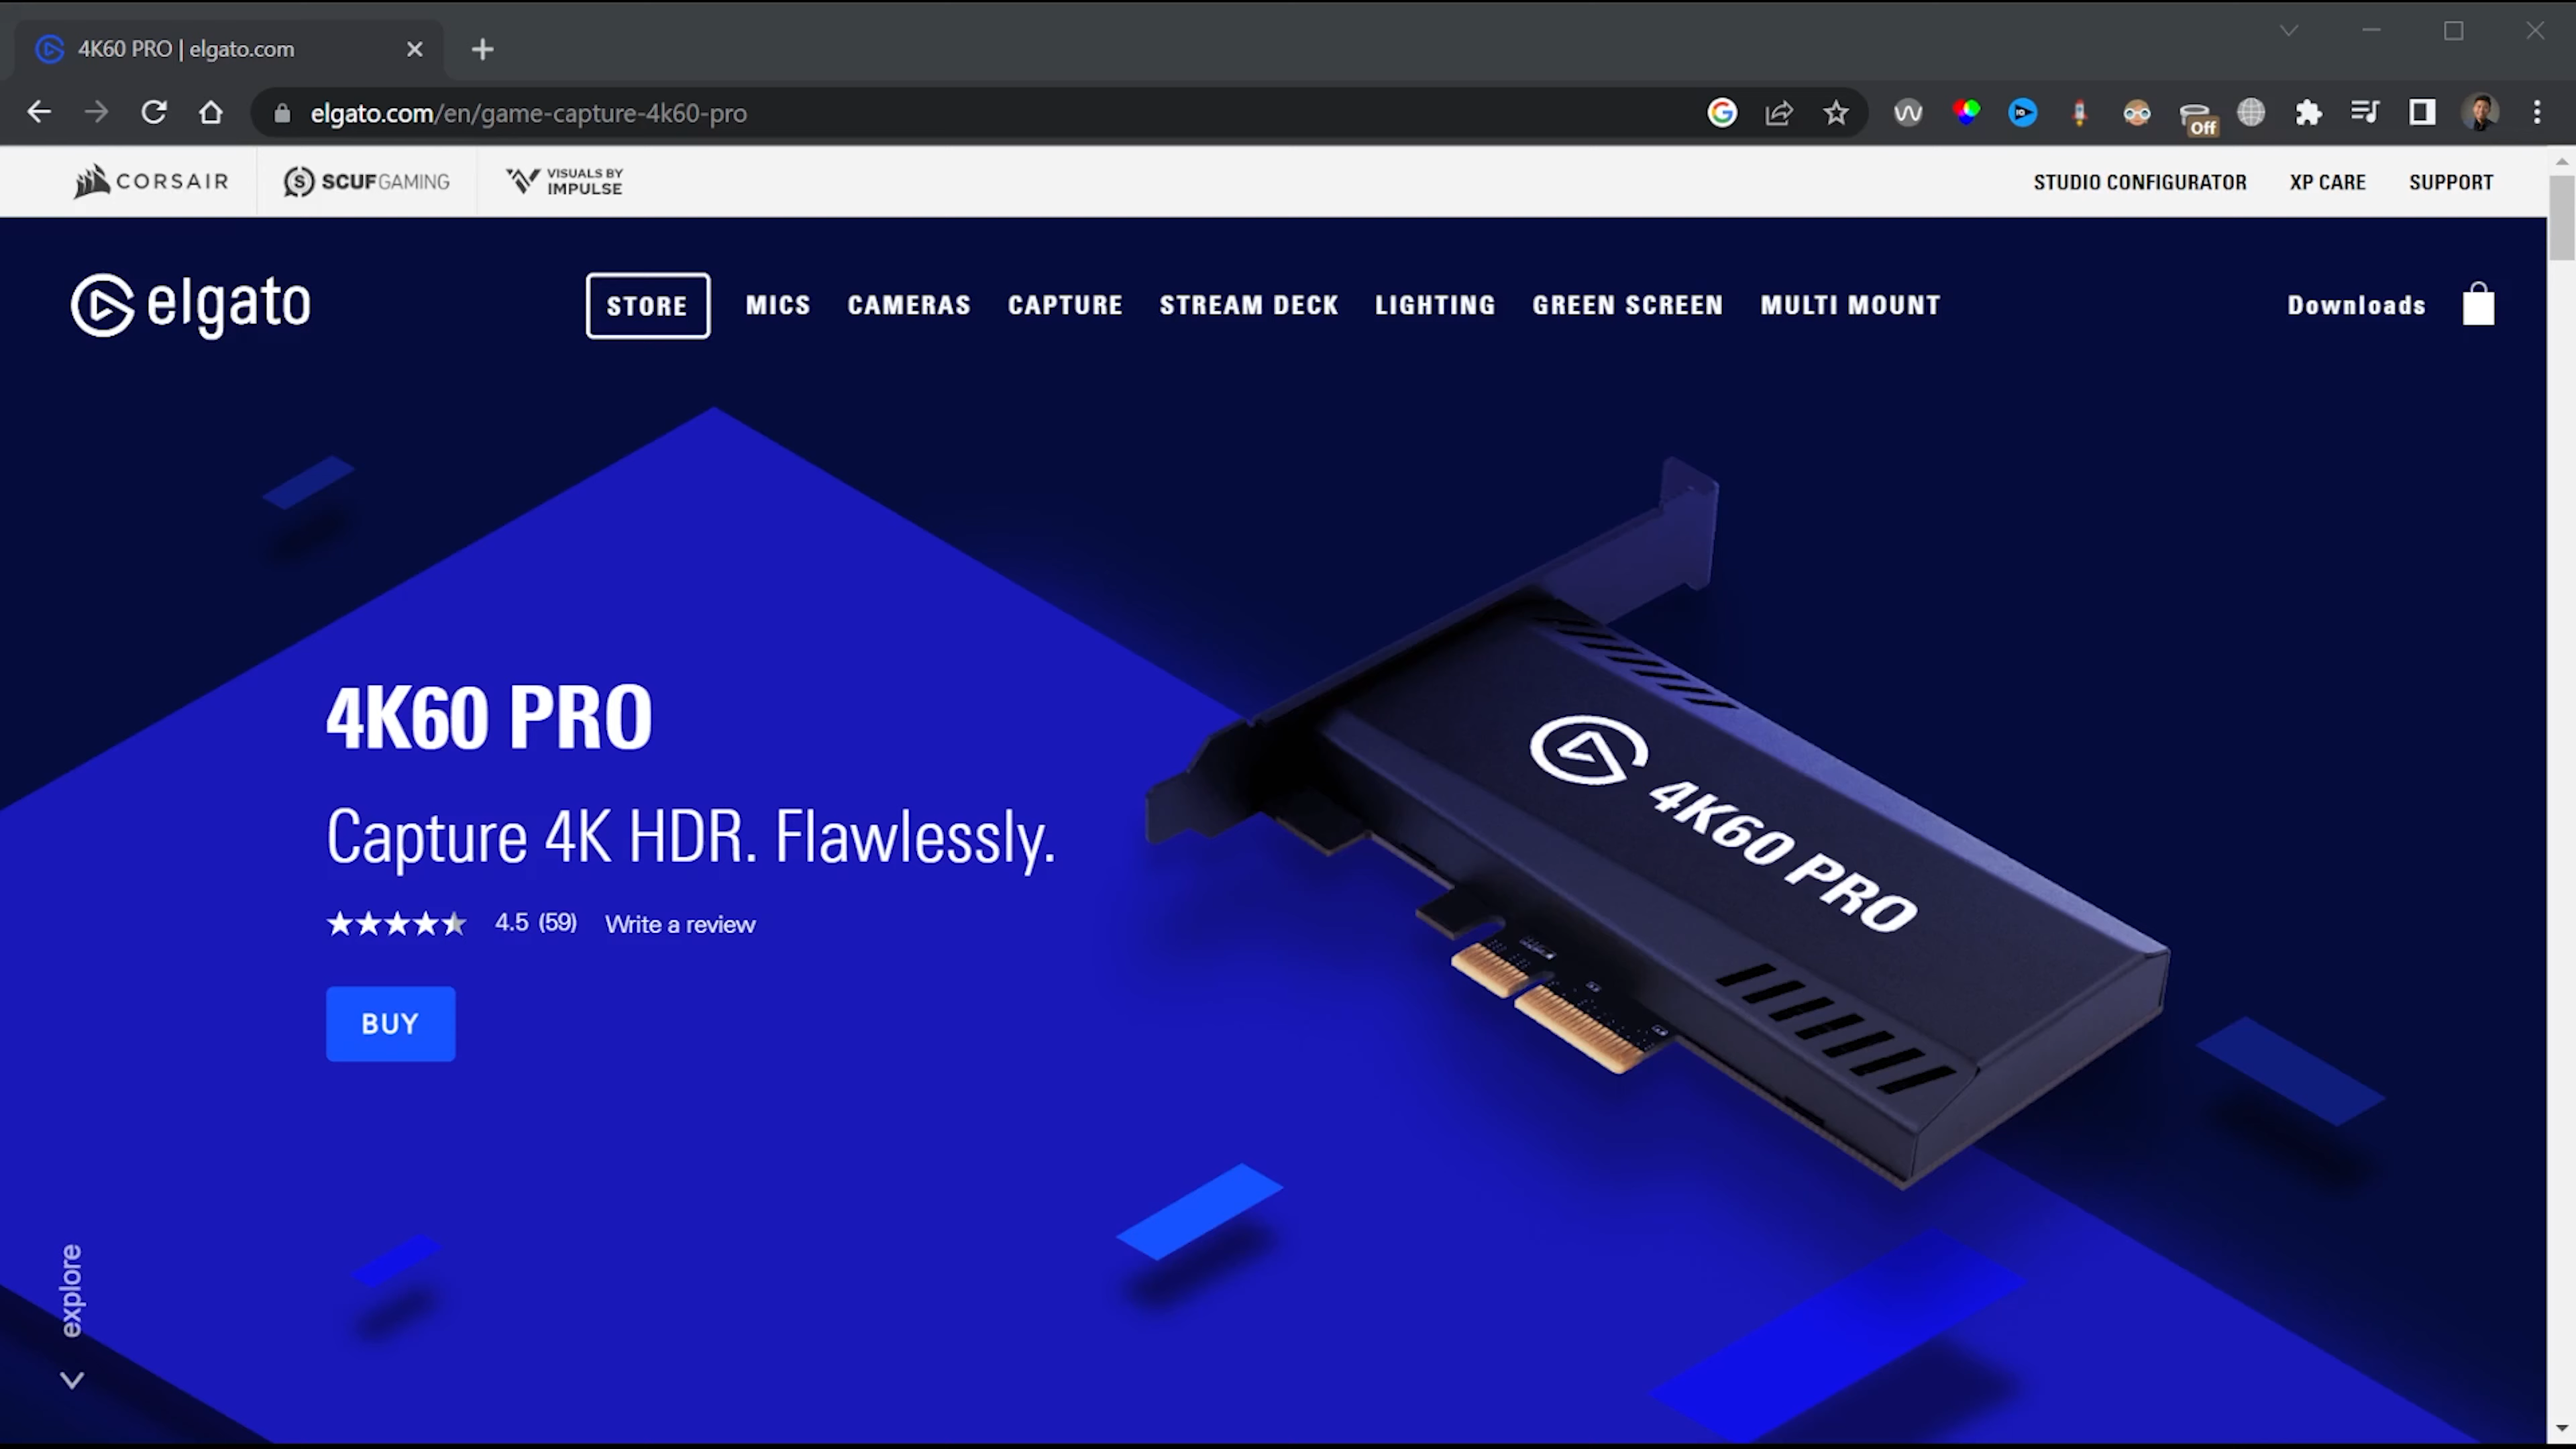 4K60 PRO | elgato.com
elgato.com/en/game-capture-4k60-pro
Off
CORSAIR
SCUFGAMING
VISUALS BY
IMPULSE
STUDIO CONFIGURATOR
XP CARE
SUPPORT
elgato
STORE
MICS
CAMERAS
CAPTURE
STREAM DECK
LIGHTING
GREEN SCREEN
MULTI MOUNT
Downloads
4K60 PRO
Capture 4K HDR. Flawlessly.
4.5 (59) Write a review
BUY
4K60 PRO
explore